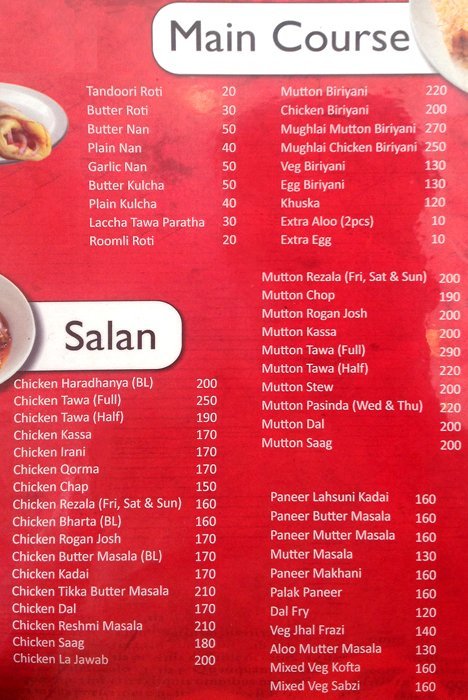 Main Course
Tandoori Roti 20
Butter Roti 30
Butter Nan 50
Plain Nan 40
Garlic Nan 50
Butter Kulcha 50
Plain Kulcha 40
Laccha Tawa Paratha 30
Roomli Roti 20
Mutton Biriyani 220
Chicken Biriyani 200
Mughlai Mutton Biriyani 270
Mughlai Chicken Biriyani 250
Veg Biriyani 130
Egg Biriyani 130
Khuska 120
Extra Aloo (2pcs) 10
Extra Egg 10
Salan
Chicken Haradhanya (BL) 200
Chicken Tawa (Full) 250
Chicken Tawa (Half) 190
Chicken Kassa 170
Chicken Irani 170
Chicken Qorma 170
Chicken Chap 150
Chicken Rezala (Fri, Sat & Sun) 160
Chicken Bharta (BL) 160
Chicken Rogan Josh 170
Chicken Butter Masala (BL) 170
Chicken Kadai 170
Chicken Tikka Butter Masala 210
Chicken Dal 170
Chicken Reshmi Masala 210
Chicken Saag 180
Chicken La Jawab 200
Mutton Rezala (Fri, Sat & Sun) 200
Mutton Chop 190
Mutton Rogan Josh 200
Mutton Kassa 200
Mutton Tawa (Full) 290
Mutton Tawa (Half) 220
Mutton Stew 200
Mutton Pasinda (Wed & Thu) 220
Mutton Dal 200
Mutton Saag 200
Paneer Lahsuni Kadai 160
Paneer Butter Masala 160
Paneer Mutter Masala 160
Mutter Masala 130
Paneer Makhani 160
Palak Paneer 160
Dal Fry 120
Veg Jhal Frazi 140
Aloo Mutter Masala 130
Mixed Veg Kofta 160
Mixed Veg Sabzi 160